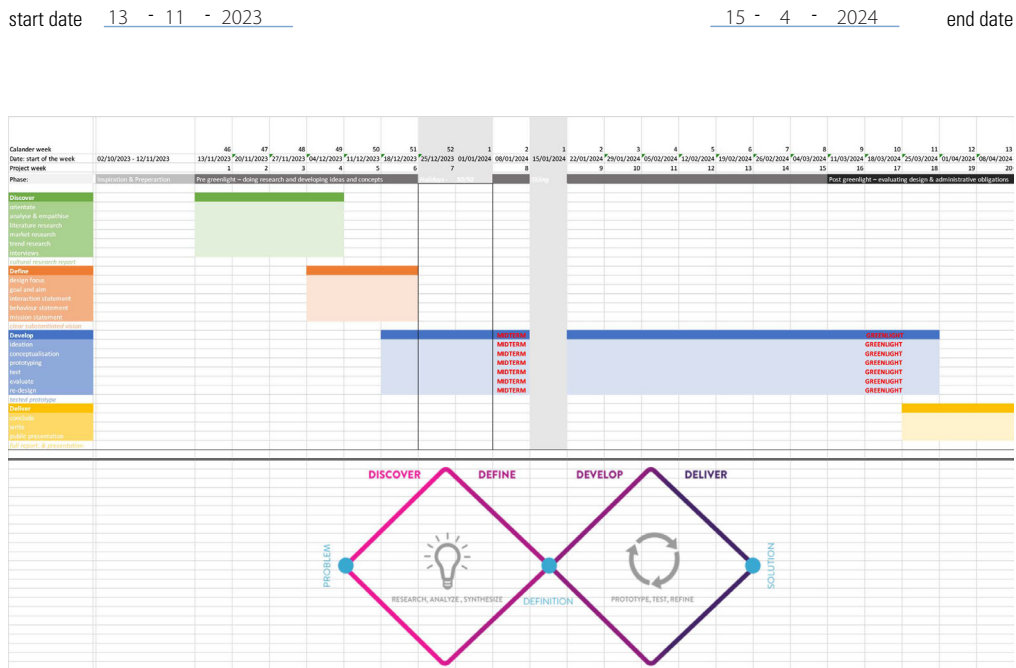 start date 13 - 11 - 2023 15 - 4 - 2024 end date
Calander week 46 47 48 49 50 51 52 1 2 1 2 3 4 5 6 7 8 9 10 11 12 13
Date: start of the week 02/10/2023 - 12/11/2023 13/11/2023 20/11/2023 27/11/2023 04/12/2023 11/12/2023 18/12/2023 25/12/2023 01/01/2024 08/01/2024 15/01/2024 22/01/2024 29/01/2024 05/02/2024 12/02/2024 19/02/2024 26/02/2024 04/03/2024 11/03/2024 18/03/2024 25/03/2024 01/04/2024 08/04/2024
Project week 1 2 3 4 5 6 7 8 9 10 11 12 13 14 15 16 17 18 19 20
Phase: Inspiration & Preperaction Pre greenlight – doing research and developing ideas and concepts Post greenlight – evaluating design & administrative obligations
Discover
orientate
analyse & empathise
literature research
market research
trend research
interviews
cultural research report
Define
design focus
goal and aim
interaction statement
behaviour statement
mission statement
clear substantiated vision
Develop MIDTERM GREENLIGHT
ideation MIDTERM GREENLIGHT
conceptualisation MIDTERM GREENLIGHT
prototyping MIDTERM GREENLIGHT
test MIDTERM GREENLIGHT
evaluate MIDTERM GREENLIGHT
re-design MIDTERM GREENLIGHT
tested prototype
Deliver
conclude
write
public presentation
full report & presentation
DISCOVER DEFINE DEVELOP DELIVER
PROBLEM
SOLUTION
RESEARCH, ANALYZE , SYNTHESIZE DEFINITION PROTOTYPE, TEST, REFINE